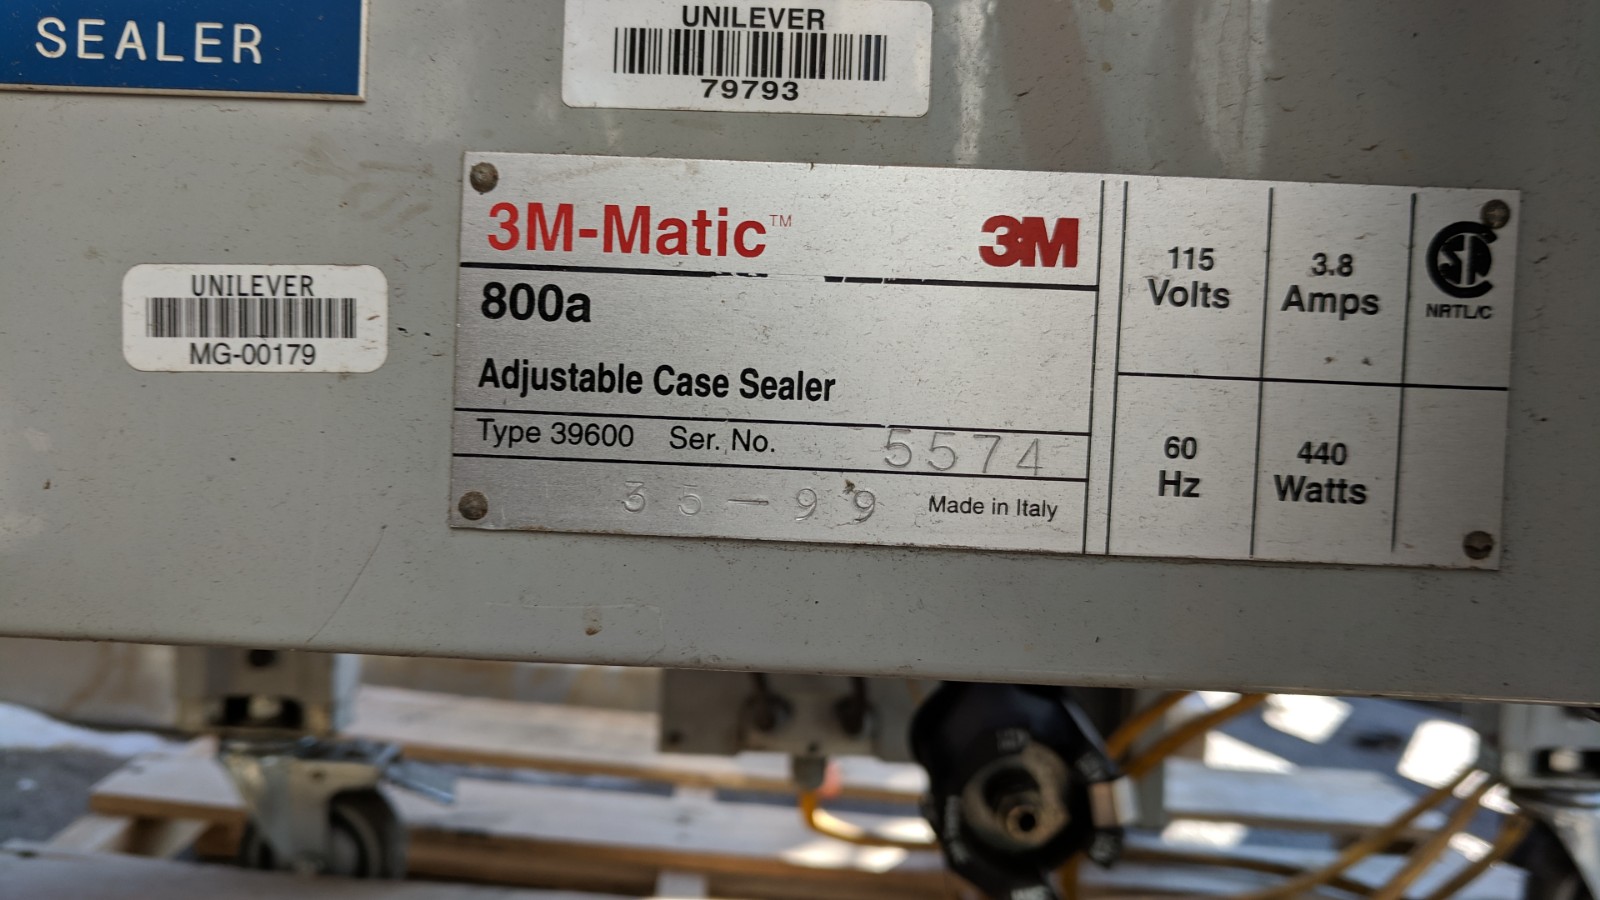 SEALER
UNILEVER
79793
UNILEVER
MG-00179
3M-Matic™
3M
800a
Adjustable Case Sealer
Type 39600 Ser. No. 5574
35-99 Made in Italy
115
Volts
3.8
Amps
NRTL/C
60
Hz
440
Watts